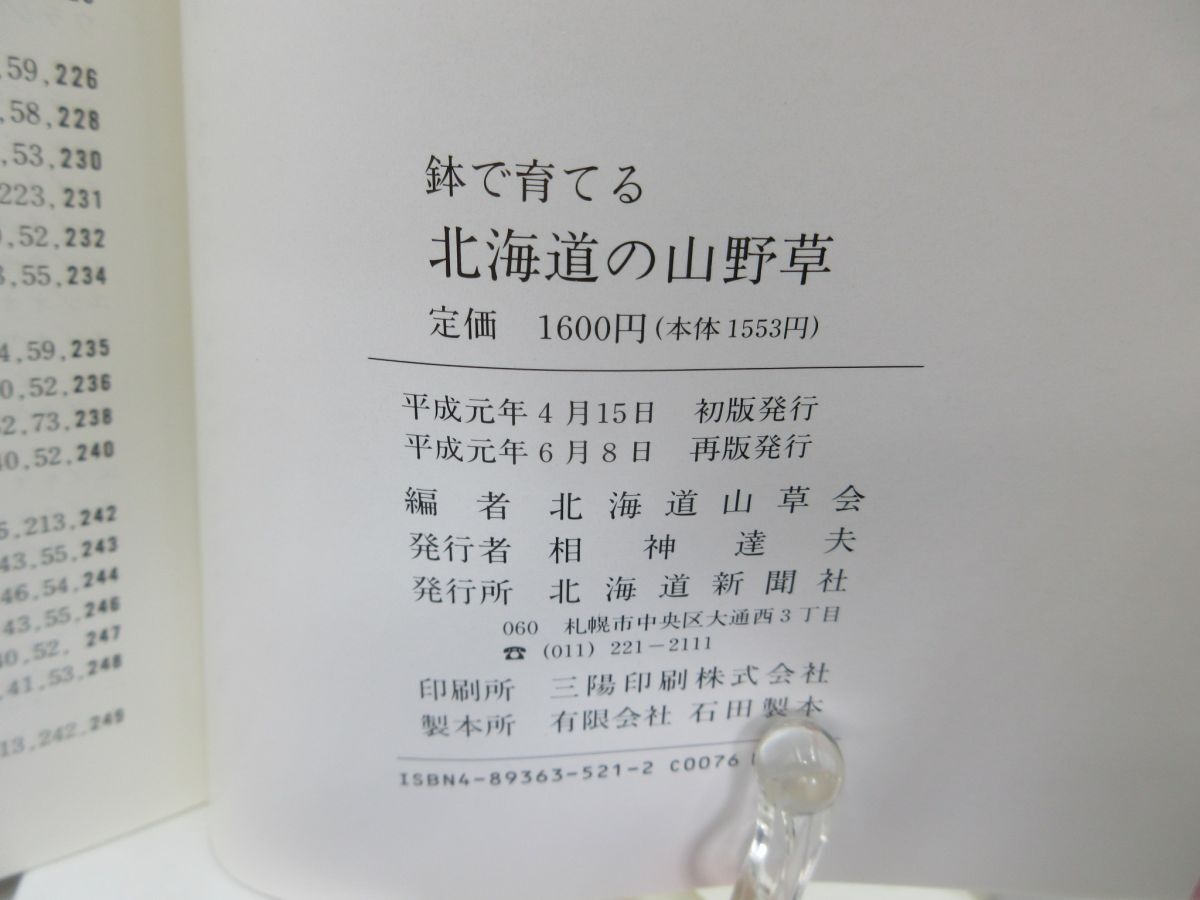 59,226
58,228
53,230
223,231
52,232
55,234
59,235
52,236
73,238
40,52,240
213,242
43,55,243
46,54,244
43,55,246
52, 247
41,53,248
13,242,249
鉢で育てる
北海道の山野草
定価 1600円(本体1553円)
平成元年4月15日 初版発行
平成元年6月8日 再版発行
編者 北海道山草会
発行者 相神達夫
発行所 北海道新聞社
060 札幌市中央区大通西3丁目
☎ (011) 221-2111
印刷所 三陽印刷株式会社
製本所 有限会社 石田製本
ISBN4-89363-521-2 C0076